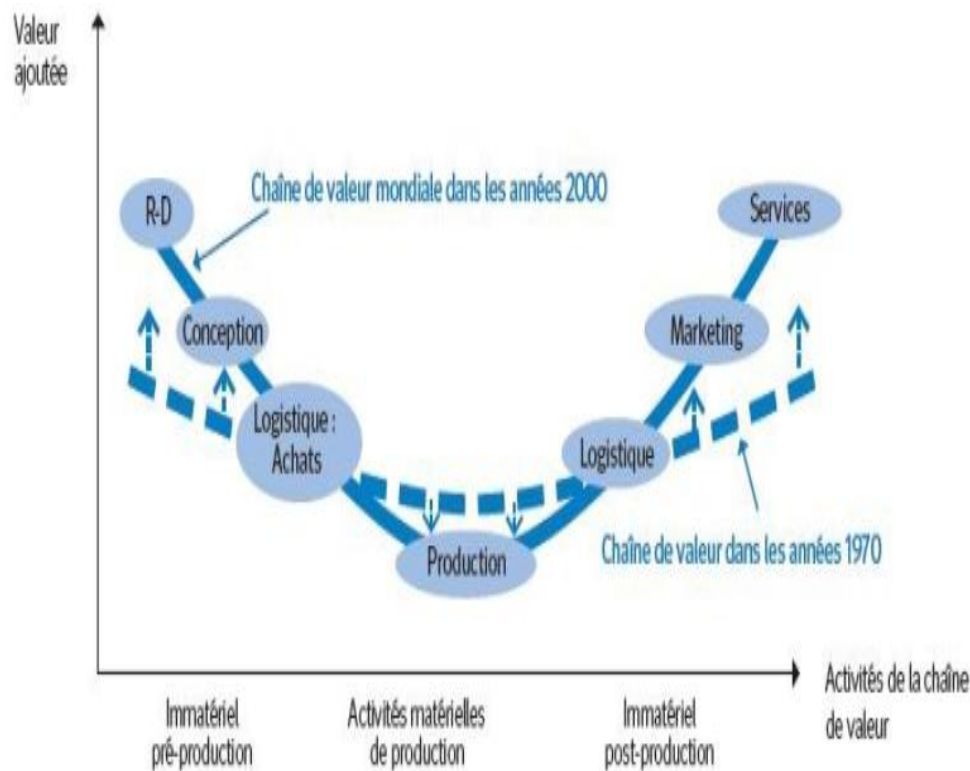 Valeur
ajoutée
Chaîne de valeur mondiale dans les années 2000
R-D
Services
Conception
Marketing
Logistique :
Achats
Logistique
Production
Chaîne de valeur dans les années 1970
Activités de la chaîne
de valeur
Immatériel
pré-production
Activités matérielles
de production
Immatériel
post-production